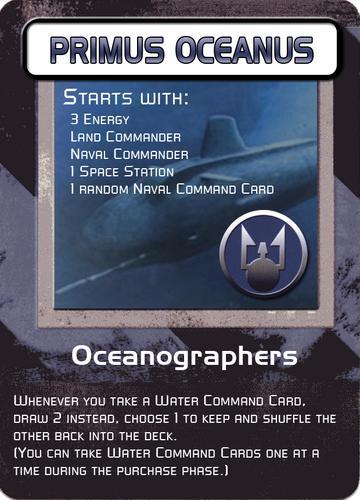 PRIMUS OCEANUS
STARTS WITH:
3 ENERGY
LAND COMMANDER
NAVAL COMMANDER
1 SPACE STATION
1 RANDOM NAVAL COMMAND CARD
Oceanographers
WHENEVER YOU TAKE A WATER COMMAND CARD,
DRAW 2 INSTEAD, CHOOSE 1 TO KEEP AND SHUFFLE THE
OTHER BACK INTO THE DECK.
(YOU CAN TAKE WATER COMMAND CARDS ONE AT A
TIME DURING THE PURCHASE PHASE.)